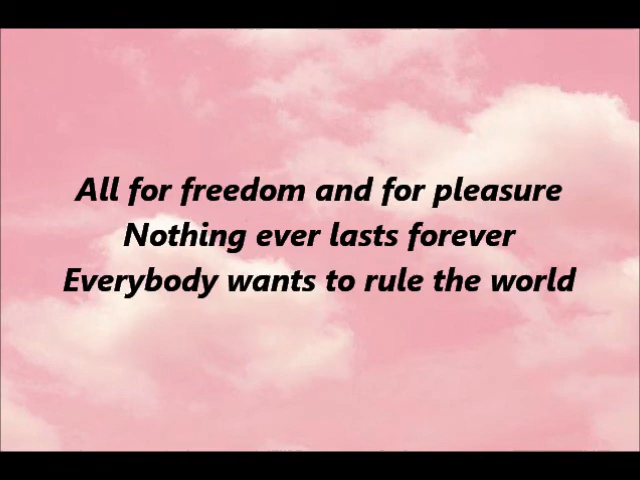 All for freedom and for pleasure
Nothing ever lasts forever
Everybody wants to rule the world